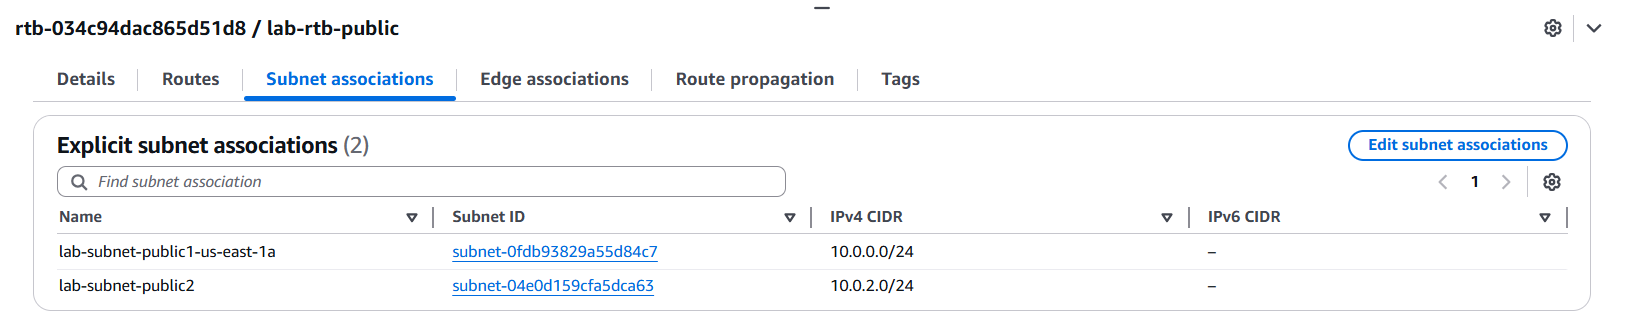 rtb-034c94dac865d51d8 / lab-rtb-public
Details Routes Subnet associations Edge associations Route propagation Tags
Explicit subnet associations (2) Edit subnet associations
Find subnet association 1
Name Subnet ID IPv4 CIDR IPv6 CIDR
lab-subnet-public1-us-east-1a subnet-0fdb93829a55d84c7 10.0.0.0/24 –
lab-subnet-public2 subnet-04e0d159cfa5dca63 10.0.2.0/24 –